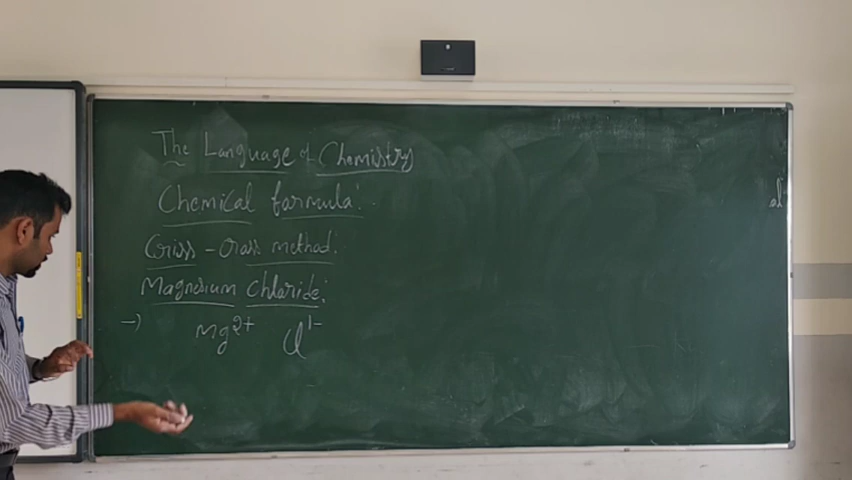 The Language of Chemistry
Chemical formula:
Criss-Cross method:
Magnesium Chloride:
→ Mg2+ Cl1-